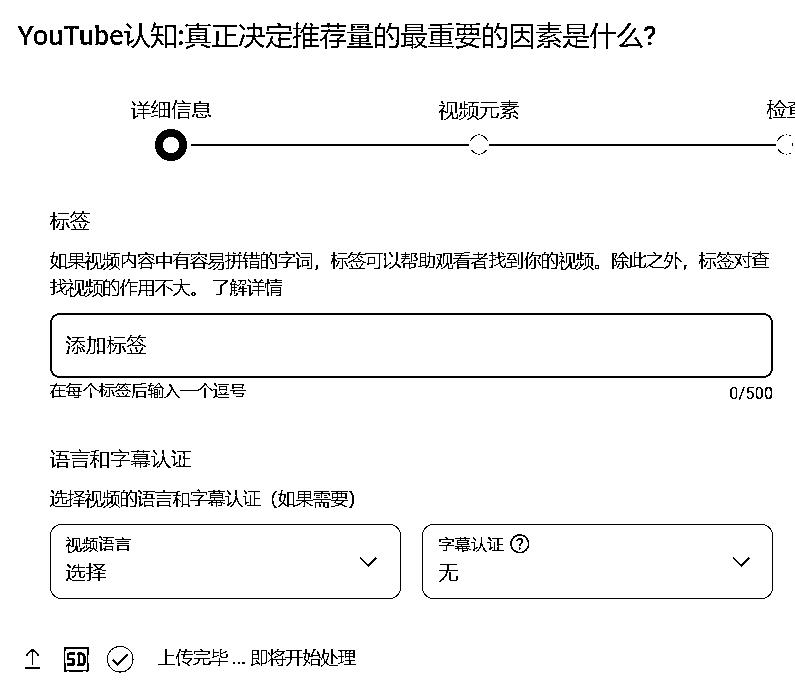 YouTube认知:真正决定推荐量的最重要的因素是什么?
详细信息
视频元素
检查
标签
如果视频内容中有容易拼错的字词，标签可以帮助观看者找到你的视频。除此之外，标签对查
找视频的作用不大。 了解详情
添加标签
在每个标签后输入一个逗号
0/500
语言和字幕认证
选择视频的语言和字幕认证（如果需要）
视频语言
选择
字幕认证 ?
无
SD
上传完毕 ... 即将开始处理